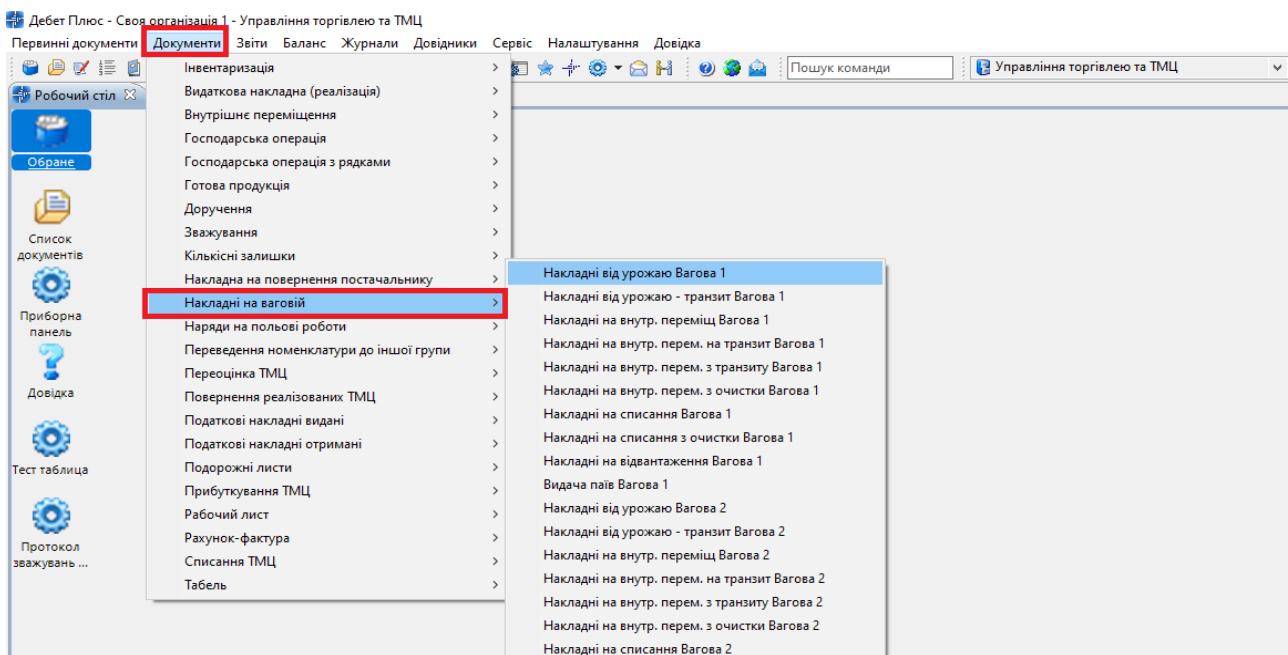 Дебет Плюс - Своя організація 1 - Управління торгівлею та ТМЦ
Первинні документи Документи Звіти Баланс Журнали Довідники Сервіс Налаштування Довідка
Пошук команди Управління торгівлею та ТМЦ
Робочий стіл
Обране
Список
документів
Приборна
панель
Довідка
Тест таблица
Протокол
зважувань ...
Інвентаризація
Видаткова накладна (реалізація)
Внутрішнє переміщення
Господарська операція
Господарська операція з рядками
Готова продукція
Доручення
Зважування
Кількісні залишки
Накладна на повернення постачальнику
Накладні на ваговій
Наряди на польові роботи
Переведення номенклатури до іншої групи
Переоцінка ТМЦ
Повернення реалізованих ТМЦ
Податкові накладні видані
Податкові накладні отримані
Подорожні листи
Прибуткування ТМЦ
Рабочий лист
Рахунок-фактура
Списання ТМЦ
Табель
Накладні від урожаю Вагова 1
Накладні від урожаю - транзит Вагова 1
Накладні на внутр. переміщ Вагова 1
Накладні на внутр. перем. на транзит Вагова 1
Накладні на внутр. перем. з транзиту Вагова 1
Накладні на внутр. перем. з очистки Вагова 1
Накладні на списання Вагова 1
Накладні на списання з очистки Вагова 1
Накладні на відвантаження Вагова 1
Видача паїв Вагова 1
Накладні від урожаю Вагова 2
Накладні від урожаю - транзит Вагова 2
Накладні на внутр. переміщ Вагова 2
Накладні на внутр. перем. на транзит Вагова 2
Накладні на внутр. перем. з транзиту Вагова 2
Накладні на внутр. перем. з очистки Вагова 2
Накладні на списання Вагова 2